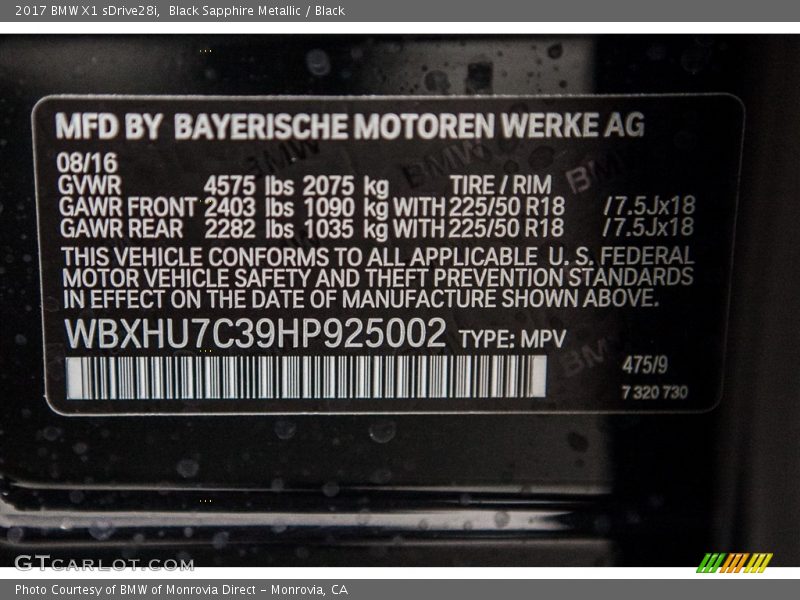 2017 BMW X1 sDrive28i,  Black Sapphire Metallic / Black
MFD BY BAYERISCHE MOTOREN WERKE AG
08/16
GVWR 4575 lbs 2075 kg TIRE / RIM
GAWR FRONT 2403 lbs 1090 kg WITH 225/50 R18 /7.5Jx18
GAWR REAR 2282 lbs 1035 kg WITH 225/50 R18 /7.5Jx18
THIS VEHICLE CONFORMS TO ALL APPLICABLE U. S. FEDERAL
MOTOR VEHICLE SAFETY AND THEFT PREVENTION STANDARDS
IN EFFECT ON THE DATE OF MANUFACTURE SHOWN ABOVE.
WBXHU7C39HP925002 TYPE: MPV
475/9
7 320 730
GTCARLOT.COM
Photo Courtesy of BMW of Monrovia Direct - Monrovia, CA